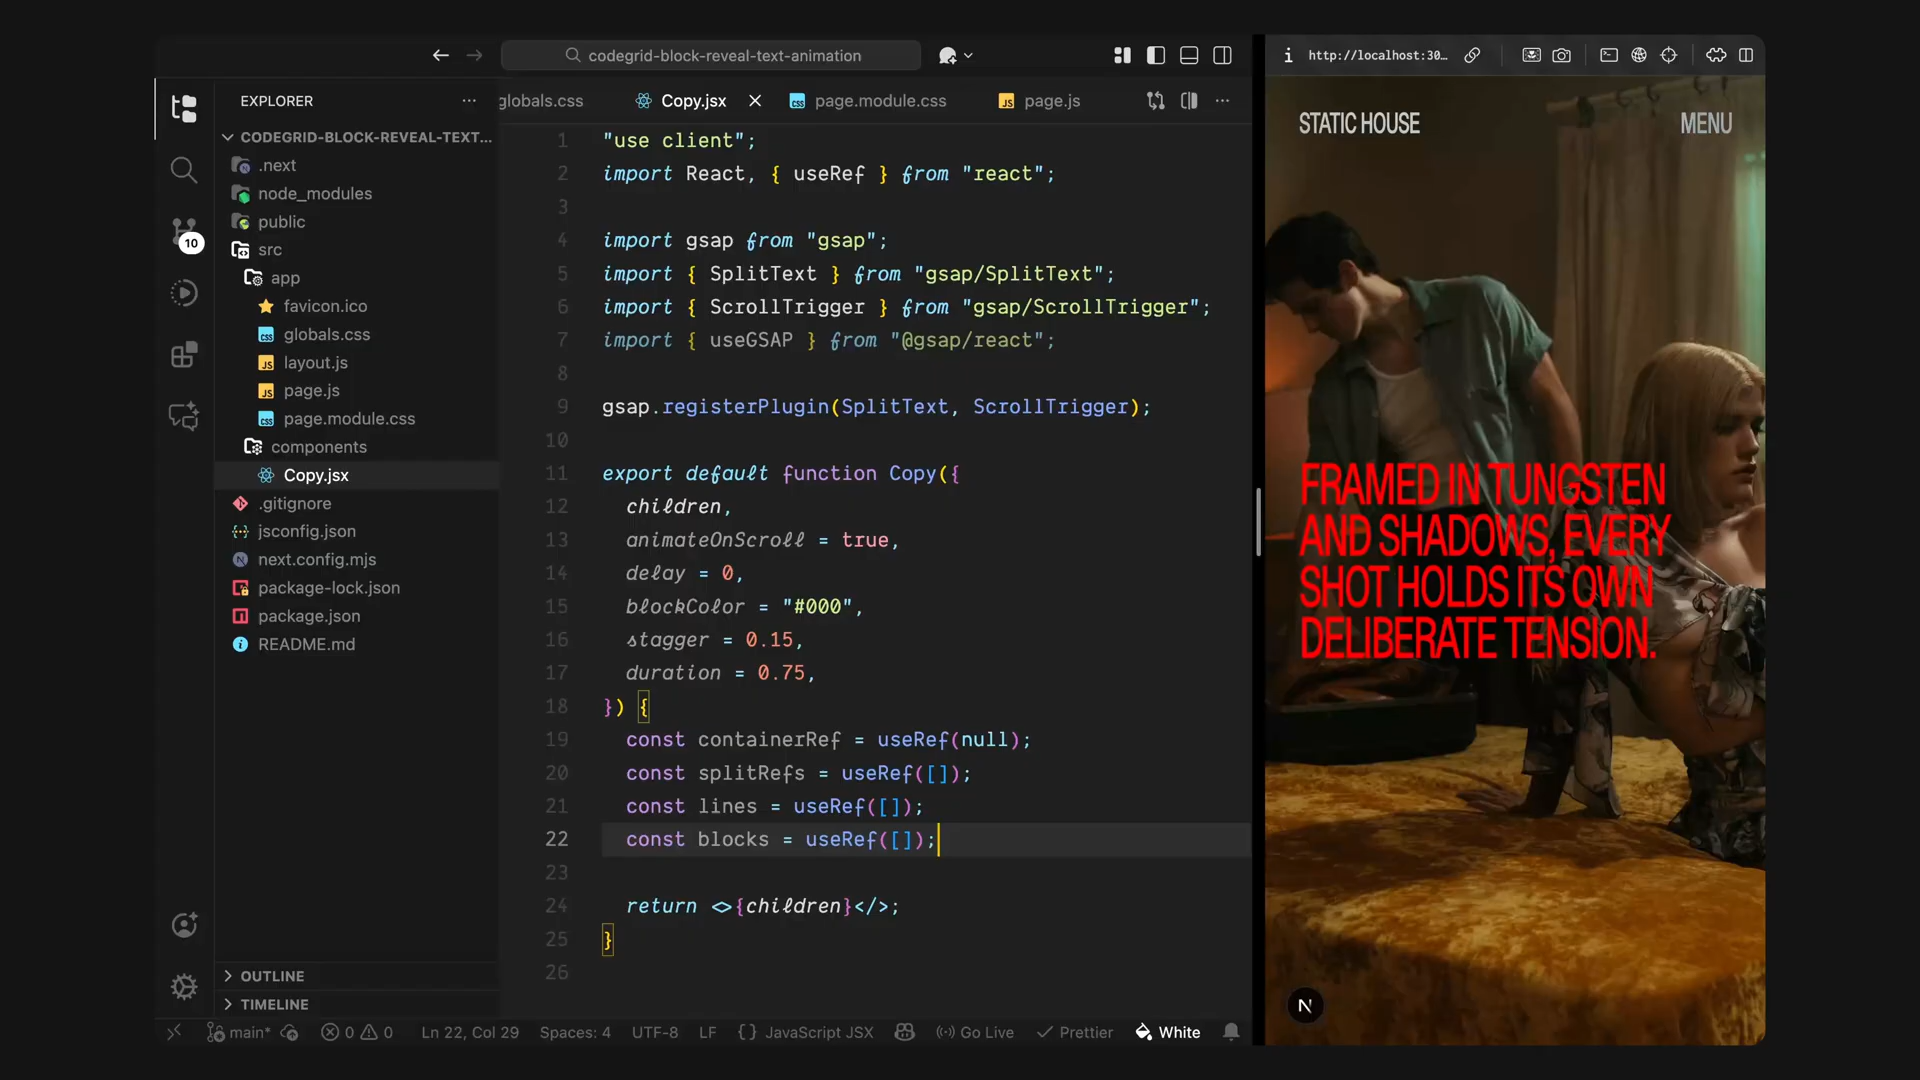 codegrid-block-reveal-text-animation
http://localhost:30…
EXPLORER
CODEGRID-BLOCK-REVEAL-TEXT...
.next
node_modules
public
src
app
favicon.ico
globals.css
layout.js
page.js
page.module.css
components
Copy.jsx
.gitignore
jsconfig.json
next.config.mjs
package-lock.json
package.json
README.md
OUTLINE
TIMELINE
10
globals.css
Copy.jsx
page.module.css
page.js
1 "use client";
2 import React, { useRef } from "react";
3
4 import gsap from "gsap";
5 import { SplitText } from "gsap/SplitText";
6 import { ScrollTrigger } from "gsap/ScrollTrigger";
7 import { useGSAP } from "@gsap/react";
8
9 gsap.registerPlugin(SplitText, ScrollTrigger);
10
11 export default function Copy({
12 children,
13 animateOnScroll = true,
14 delay = 0,
15 blockColor = "#000",
16 stagger = 0.15,
17 duration = 0.75,
18 }) {
19 const containerRef = useRef(null);
20 const splitRefs = useRef([]);
21 const lines = useRef([]);
22 const blocks = useRef([]);
23
24 return <>{children}</>;
25 }
26
STATIC HOUSE
MENU
FRAMED IN TUNGSTEN
AND SHADOWS, EVERY
SHOT HOLDS ITS OWN
DELIBERATE TENSION.
N
main*
0
0
Ln 22, Col 29
Spaces: 4
UTF-8
LF
{} JavaScript JSX
Go Live
Prettier
White